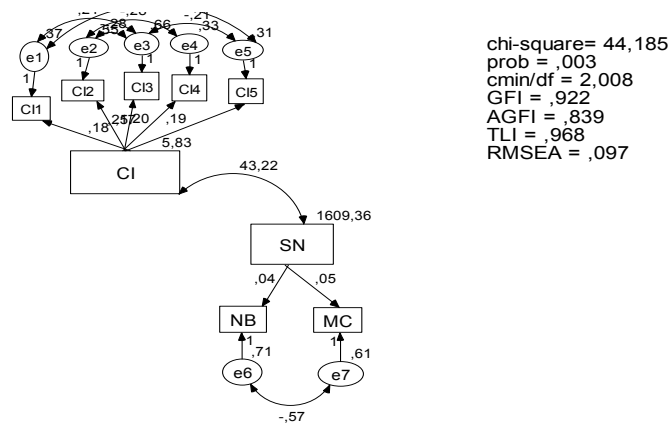 chi-square= 44,185
prob = ,003
cmin/df = 2,008
GFI = ,922
AGFI = ,839
TLI = ,968
RMSEA = ,097
,37 ,28 ,66 -,21 ,31
,55 ,33
e1 e2 e3 e4 e5
1 1 1 1 1
CI1 CI2 CI3 CI4 CI5
,18 ,20 ,19
5,83
CI
43,22
1609,36
SN
,04 ,05
NB MC
1 1
,71 ,61
e6 e7
-,57